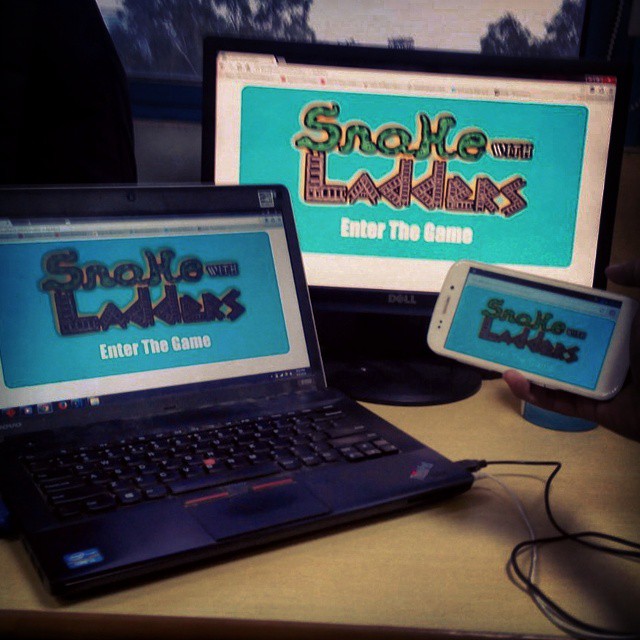 Snake WITH
Ladders
Enter The Game
DELL
Snake WITH
Ladders
Enter The Game
Snake WITH
Ladders